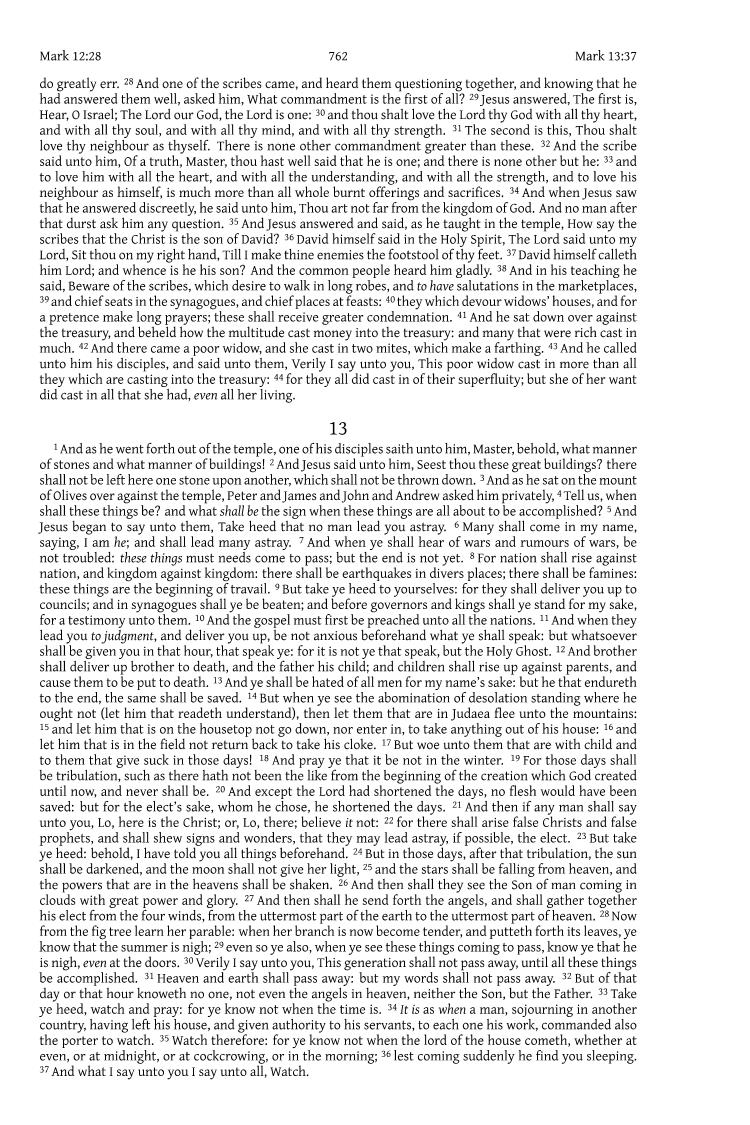 Mark 12:28 762 Mark 13:37
do greatly err. 28 And one of the scribes came, and heard them questioning together, and knowing that he
had answered them well, asked him, What commandment is the first of all? 29 Jesus answered, The first is,
Hear, O Israel; The Lord our God, the Lord is one: 30 and thou shalt love the Lord thy God with all thy heart,
and with all thy soul, and with all thy mind, and with all thy strength. 31 The second is this, Thou shalt
love thy neighbour as thyself. There is none other commandment greater than these. 32 And the scribe
said unto him, Of a truth, Master, thou hast well said that he is one; and there is none other but he: 33 and
to love him with all the heart, and with all the understanding, and with all the strength, and to love his
neighbour as himself, is much more than all whole burnt offerings and sacrifices. 34 And when Jesus saw
that he answered discreetly, he said unto him, Thou art not far from the kingdom of God. And no man after
that durst ask him any question. 35 And Jesus answered and said, as he taught in the temple, How say the
scribes that the Christ is the son of David? 36 David himself said in the Holy Spirit, The Lord said unto my
Lord, Sit thou on my right hand, Till I make thine enemies the footstool of thy feet. 37 David himself calleth
him Lord; and whence is he his son? And the common people heard him gladly. 38 And in his teaching he
said, Beware of the scribes, which desire to walk in long robes, and to have salutations in the marketplaces,
39 and chief seats in the synagogues, and chief places at feasts: 40 they which devour widows' houses, and for
a pretence make long prayers; these shall receive greater condemnation. 41 And he sat down over against
the treasury, and beheld how the multitude cast money into the treasury: and many that were rich cast in
much. 42 And there came a poor widow, and she cast in two mites, which make a farthing. 43 And he called
unto him his disciples, and said unto them, Verily I say unto you, This poor widow cast in more than all
they which are casting into the treasury: 44 for they all did cast in of their superfluity; but she of her want
did cast in all that she had, even all her living.
13
1 And as he went forth out of the temple, one of his disciples saith unto him, Master, behold, what manner
of stones and what manner of buildings! 2 And Jesus said unto him, Seest thou these great buildings? there
shall not be left here one stone upon another, which shall not be thrown down. 3 And as he sat on the mount
of Olives over against the temple, Peter and James and John and Andrew asked him privately, 4 Tell us, when
shall these things be? and what shall be the sign when these things are all about to be accomplished? 5 And
Jesus began to say unto them, Take heed that no man lead you astray. 6 Many shall come in my name,
saying, I am he; and shall lead many astray. 7 And when ye shall hear of wars and rumours of wars, be
not troubled: these things must needs come to pass; but the end is not yet. 8 For nation shall rise against
nation, and kingdom against kingdom: there shall be earthquakes in divers places; there shall be famines:
these things are the beginning of travail. 9 But take ye heed to yourselves: for they shall deliver you up to
councils; and in synagogues shall ye be beaten; and before governors and kings shall ye stand for my sake,
for a testimony unto them. 10 And the gospel must first be preached unto all the nations. 11 And when they
lead you to judgment, and deliver you up, be not anxious beforehand what ye shall speak: but whatsoever
shall be given you in that hour, that speak ye: for it is not ye that speak, but the Holy Ghost. 12 And brother
shall deliver up brother to death, and the father his child; and children shall rise up against parents, and
cause them to be put to death. 13 And ye shall be hated of all men for my name's sake: but he that endureth
to the end, the same shall be saved. 14 But when ye see the abomination of desolation standing where he
ought not (let him that readeth understand), then let them that are in Judaea flee unto the mountains:
15 and let him that is on the housetop not go down, nor enter in, to take anything out of his house: 16 and
let him that is in the field not return back to take his cloke. 17 But woe unto them that are with child and
to them that give suck in those days! 18 And pray ye that it be not in the winter. 19 For those days shall
be tribulation, such as there hath not been the like from the beginning of the creation which God created
until now, and never shall be. 20 And except the Lord had shortened the days, no flesh would have been
saved: but for the elect's sake, whom he chose, he shortened the days. 21 And then if any man shall say
unto you, Lo, here is the Christ; or, Lo, there; believe it not: 22 for there shall arise false Christs and false
prophets, and shall shew signs and wonders, that they may lead astray, if possible, the elect. 23 But take
ye heed: behold, I have told you all things beforehand. 24 But in those days, after that tribulation, the sun
shall be darkened, and the moon shall not give her light, 25 and the stars shall be falling from heaven, and
the powers that are in the heavens shall be shaken. 26 And then shall they see the Son of man coming in
clouds with great power and glory. 27 And then shall he send forth the angels, and shall gather together
his elect from the four winds, from the uttermost part of the earth to the uttermost part of heaven. 28 Now
from the fig tree learn her parable: when her branch is now become tender, and putteth forth its leaves, ye
know that the summer is nigh; 29 even so ye also, when ye see these things coming to pass, know ye that he
is nigh, even at the doors. 30 Verily I say unto you, This generation shall not pass away, until all these things
be accomplished. 31 Heaven and earth shall pass away: but my words shall not pass away. 32 But of that
day or that hour knoweth no one, not even the angels in heaven, neither the Son, but the Father. 33 Take
ye heed, watch and pray: for ye know not when the time is. 34 It is as when a man, sojourning in another
country, having left his house, and given authority to his servants, to each one his work, commanded also
the porter to watch. 35 Watch therefore: for ye know not when the lord of the house cometh, whether at
even, or at midnight, or at cockcrowing, or in the morning; 36 lest coming suddenly he find you sleeping.
37 And what I say unto you I say unto all, Watch.